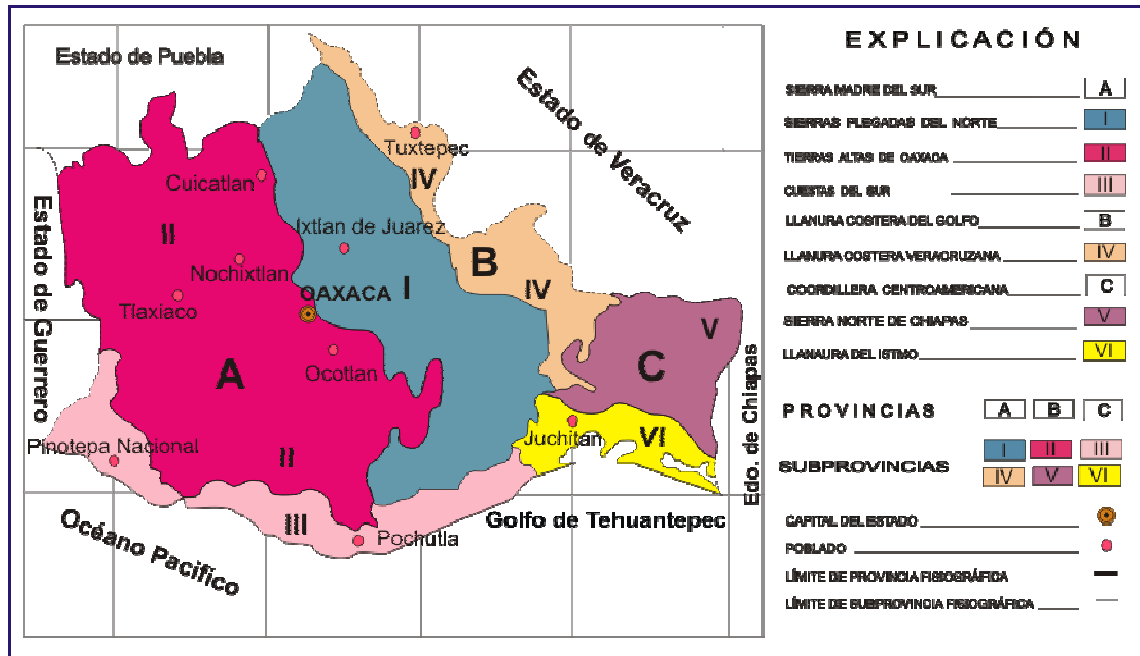 Estado de Puebla
Estado de Veracruz
Tuxtepec
IV
Cuicatlan
Estado de Guerrero
II
Ixtlan de Juarez
Nochixtlan
B
I
IV
OAXACA
Tlaxiaco
V
A
Ocotlan
C
Edo. de Chiapas
Pinotepa Nacional
Juchitan
VI
II
III
Golfo de Tehuantepec
Pochutla
Océano Pacifíco
EXPLICACIÓN
SIERRA MADRE DEL SUR A
SIERRAS PLEGADAS DEL NORTE I
TIERRAS ALTAS DE OAXACA II
CUESTAS DEL SUR III
LLANURA COSTERA DEL GOLFO B
LLANURA COSTERA VERACRUZANA IV
COORDILLERA CENTROAMERICANA C
SIERRA NORTE DE CHIAPAS V
LLANAURA DEL ISTMO VI
PROVINCIAS A B C
I II III
SUBPROVINCIAS
IV V VI
CAPITAL DEL ESTADO
POBLADO
LÍMITE DE PROVINCIA FISIOGRÁFICA
LÍMITE DE SUBPROVINCIA FISIOGRÁFICA